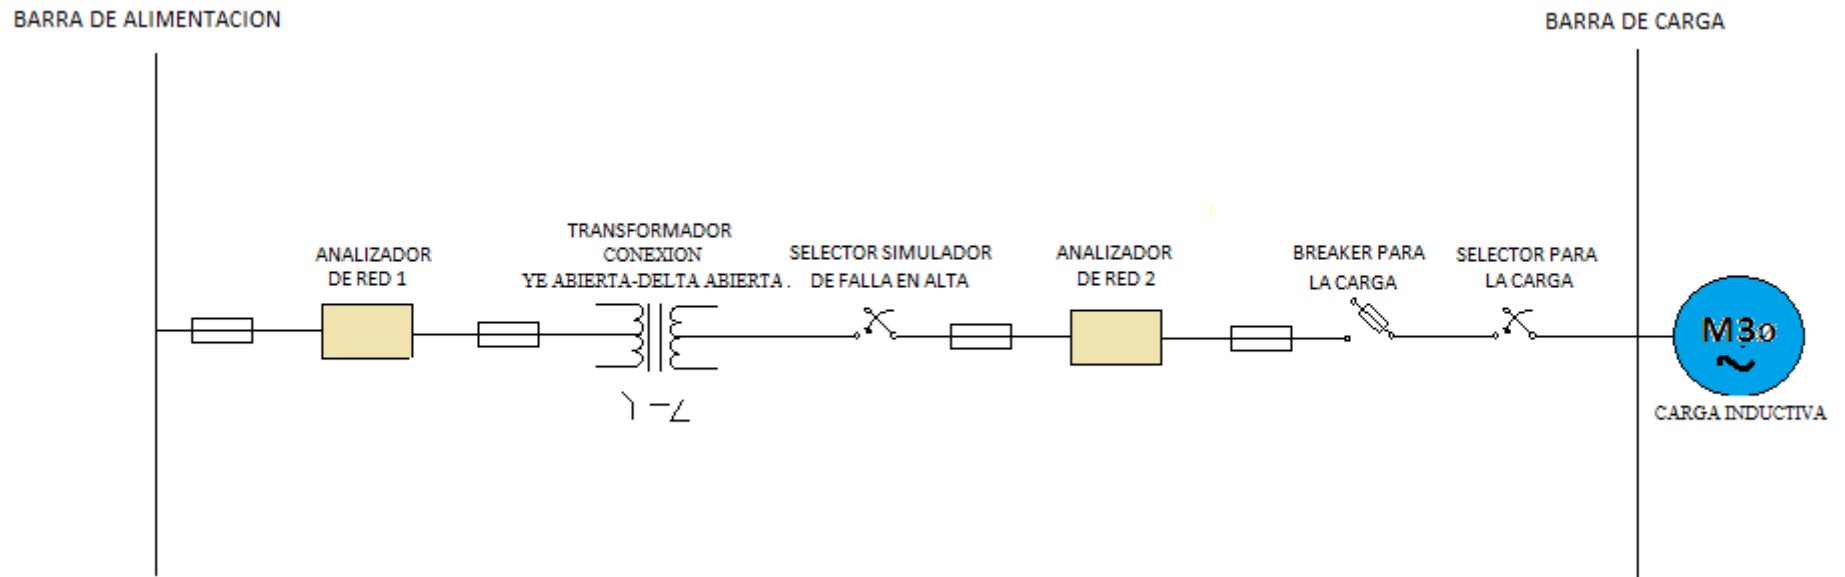 BARRA DE ALIMENTACION
BARRA DE CARGA
ANALIZADOR
DE RED 1
TRANSFORMADOR
CONEXION
YE ABIERTA-DELTA ABIERTA .
SELECTOR SIMULADOR
DE FALLA EN ALTA
ANALIZADOR
DE RED 2
BREAKER PARA
LA CARGA
SELECTOR PARA
LA CARGA
M3ø
CARGA INDUCTIVA